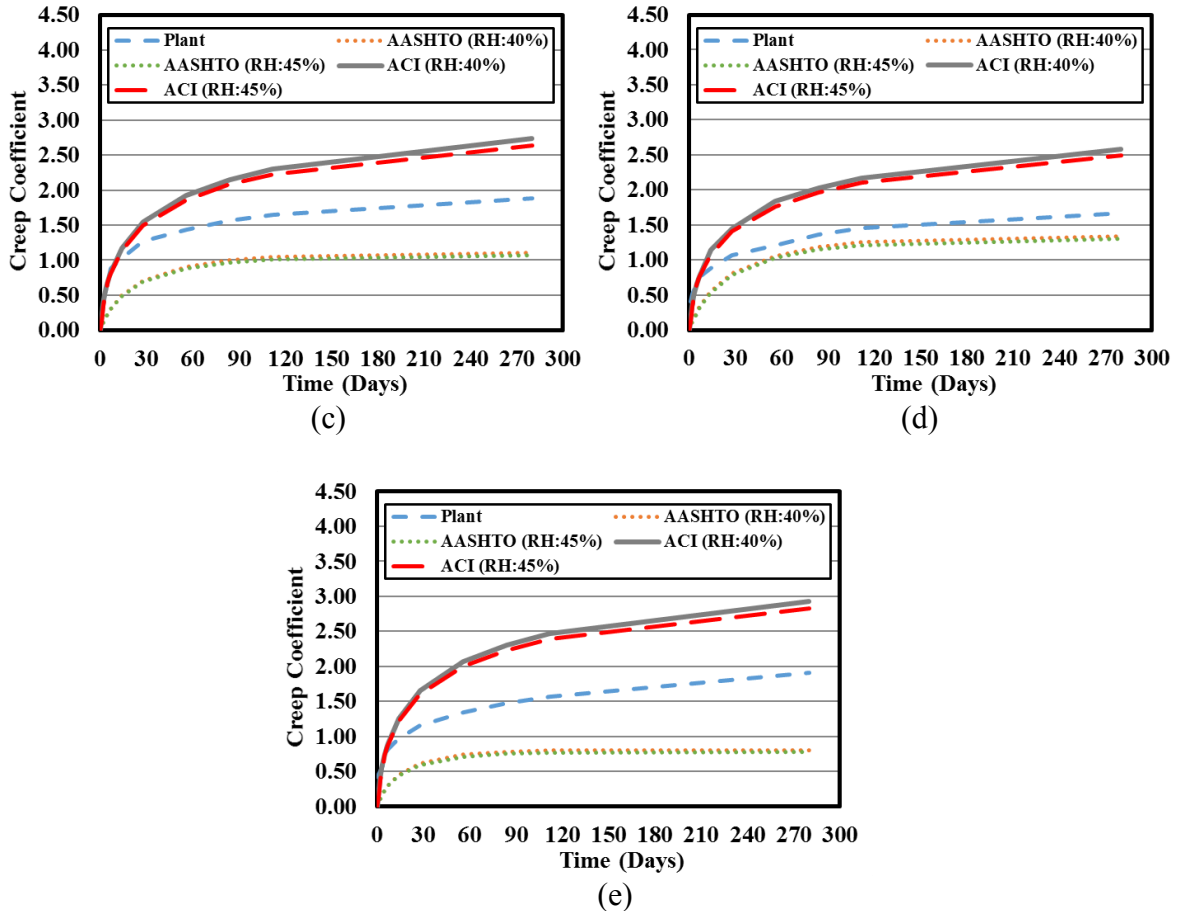 4.50
4.00
3.50
3.00
2.50
2.00
1.50
1.00
0.50
0.00
Creep Coefficient
Plant
AASHTO (RH:40%)
AASHTO (RH:45%)
ACI (RH:40%)
ACI (RH:45%)
0 30 60 90 120 150 180 210 240 270 300
Time (Days)
(c)
4.50
4.00
3.50
3.00
2.50
2.00
1.50
1.00
0.50
0.00
Creep Coefficient
Plant
AASHTO (RH:40%)
AASHTO (RH:45%)
ACI (RH:40%)
ACI (RH:45%)
0 30 60 90 120 150 180 210 240 270 300
Time (Days)
(d)
4.50
4.00
3.50
3.00
2.50
2.00
1.50
1.00
0.50
0.00
Creep Coefficient
Plant
AASHTO (RH:40%)
AASHTO (RH:45%)
ACI (RH:40%)
ACI (RH:45%)
0 30 60 90 120 150 180 210 240 270 300
Time (Days)
(e)